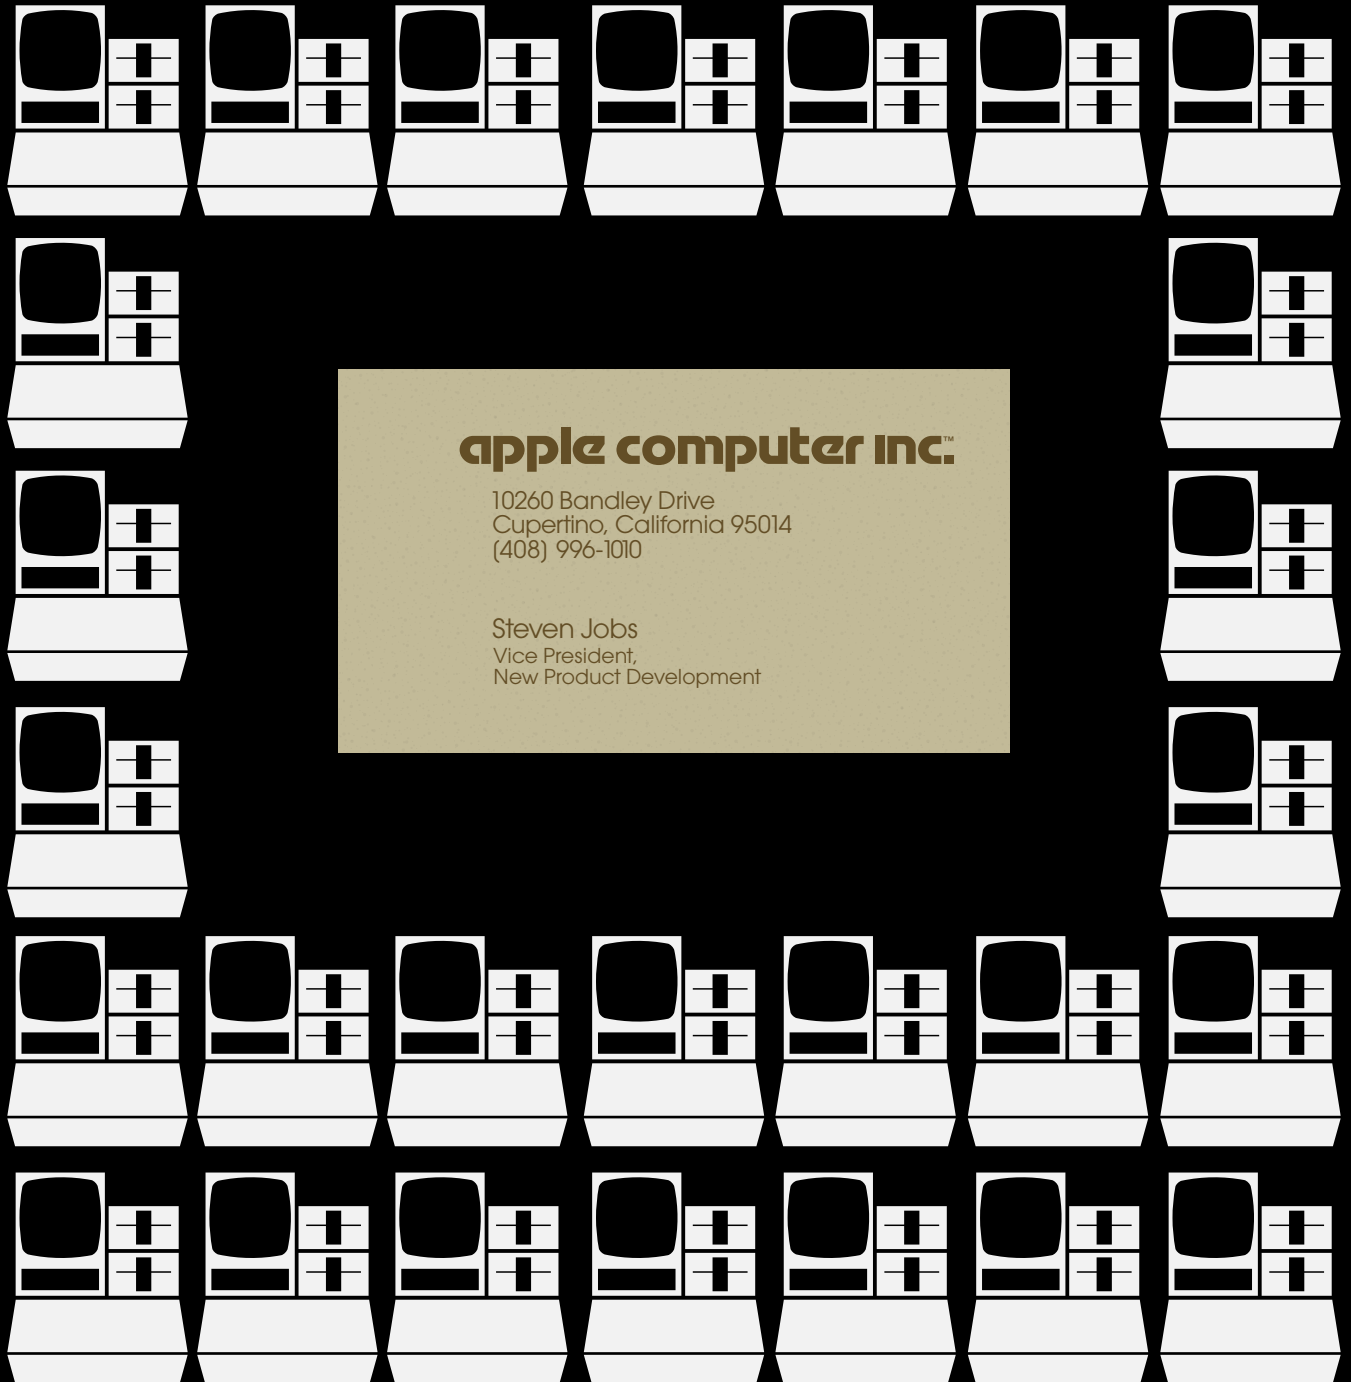 apple computer inc.™
10260 Bandley Drive
Cupertino, California 95014
(408) 996-1010
Steven Jobs
Vice President,
New Product Development